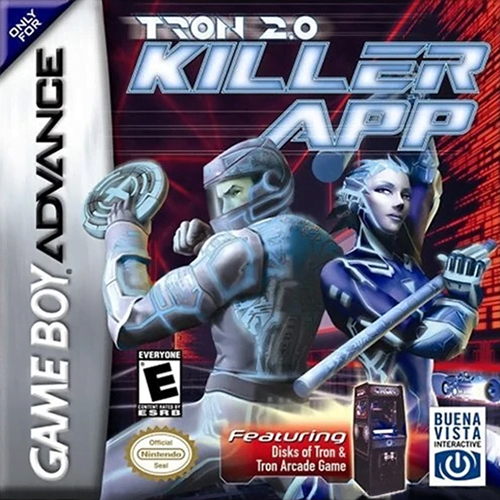 ONLY
FOR
GAME BOY ADVANCE
TRON 2.0
KILLER
APP
EVERYONE
E
CONTENT RATED BY
ESRB
Official
Nintendo
Seal
Featuring
Disks of Tron &
Tron Arcade Game
BUENA
VISTA
INTERACTIVE